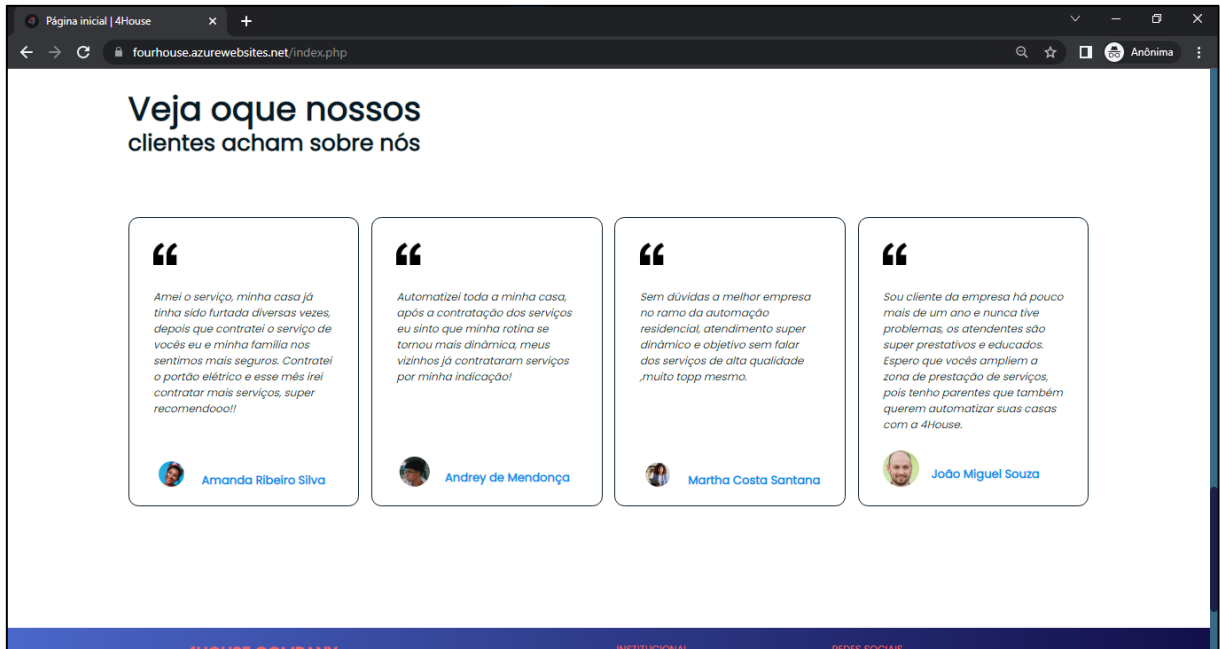 Página inicial | 4House
fourhouse.azurewebsites.net/index.php
Anônima
Veja oque nossos
clientes acham sobre nós
Amei o serviço, minha casa já
tinha sido furtada diversas vezes,
depois que contratei o serviço de
vocês eu e minha família nos
sentimos mais seguros. Contratei
o portão elétrico e esse mês irei
contratar mais serviços, super
recomendooo!!
Amanda Ribeiro Silva
Automatizei toda a minha casa,
após a contratação dos serviços
eu sinto que minha rotina se
tornou mais dinâmica, meus
vizinhos já contrataram serviços
por minha indicação!
Andrey de Mendonça
Sem dúvidas a melhor empresa
no ramo da automação
residencial, atendimento super
dinâmico e objetivo sem falar
dos serviços de alta qualidade
,muito topp mesmo.
Martha Costa Santana
Sou cliente da empresa há pouco
mais de um ano e nunca tive
problemas, os atendentes são
super prestativos e educados.
Espero que vocês ampliem a
zona de prestação de serviços,
pois tenho parentes que também
querem automatizar suas casas
com a 4House.
João Miguel Souza
4HOUSE COMPANY
INSTITUCIONAL
REDES SOCIAIS